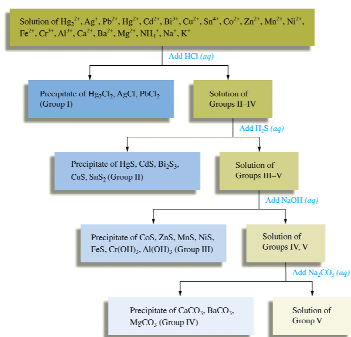 Solution of Hg₂²⁺, Ag⁺, Pb²⁺, Hg²⁺, Cd²⁺, Bi³⁺, Cu²⁺, Sn⁴⁺, Co²⁺, Zn²⁺, Mn²⁺, Ni²⁺,
Fe²⁺, Cr³⁺, Al³⁺, Ca²⁺, Ba²⁺, Mg²⁺, NH₄⁺, Na⁺, K⁺
Add HCl (aq)
Precipitate of Hg₂Cl₂, AgCl, PbCl₂
(Group I)
Solution of
Groups II–IV
Add H₂S (aq)
Precipitate of HgS, CdS, Bi₂S₃,
CuS, SnS₂ (Group II)
Solution of
Groups III–V
Add NaOH (aq)
Precipitate of CoS, ZnS, MnS, NiS,
FeS, Cr(OH)₃, Al(OH)₃ (Group III)
Solution of
Groups IV, V
Add Na₂CO₃ (aq)
Precipitate of CaCO₃, BaCO₃,
MgCO₃ (Group IV)
Solution of
Group V